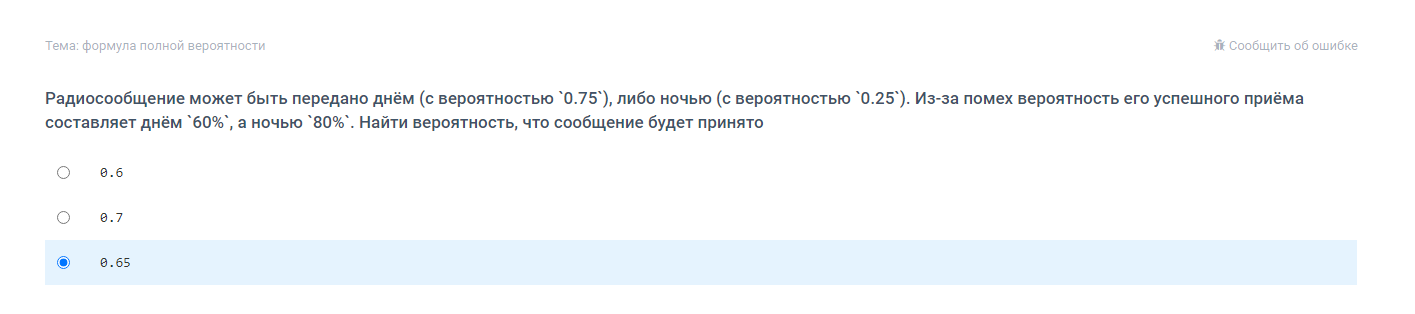 Тема: формула полной вероятности
Сообщить об ошибке
Радиосообщение может быть передано днём (с вероятностью `0.75`), либо ночью (с вероятностью `0.25`). Из-за помех вероятность его успешного приёма
составляет днём `60%`, а ночью `80%`. Найти вероятность, что сообщение будет принято
0.6
0.7
0.65